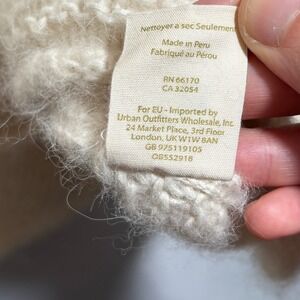 Nettoyer a sec Seulement
Made in Peru
Fabriqué au Pérou
RN 66170
CA 32054
For EU - Imported by
Urban Outfitters Wholesale, Inc.
24 Market Place, 3rd Floor
London, UK W1W 8AN
GB 975119105
OB552918